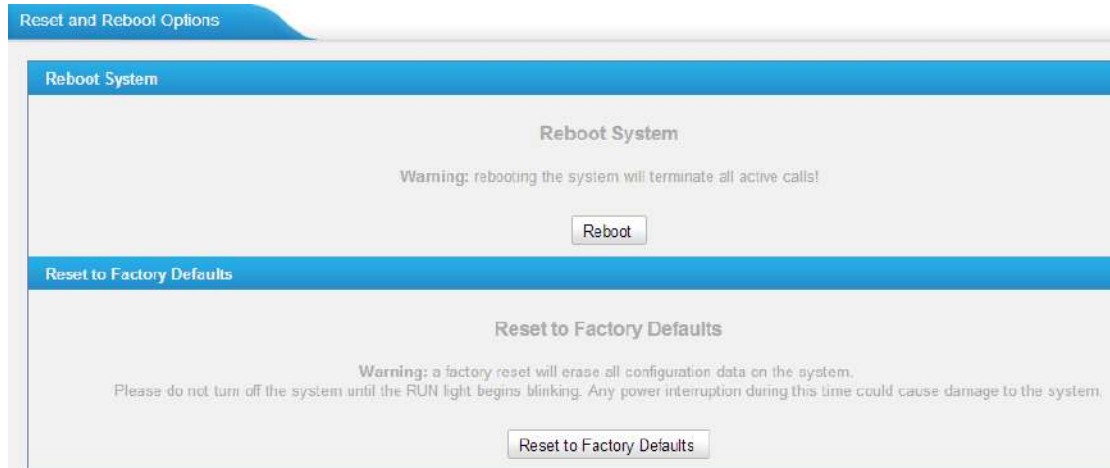 Reset and Reboot Options
Reboot System
Reboot System
Warning: rebooting the system will terminate all active calls!
Reboot
Reset to Factory Defaults
Reset to Factory Defaults
Warning: a factory reset will erase all configuration data on the system.
Please do not turn off the system until the RUN light begins blinking. Any power interruption during this time could cause damage to the system.
Reset to Factory Defaults